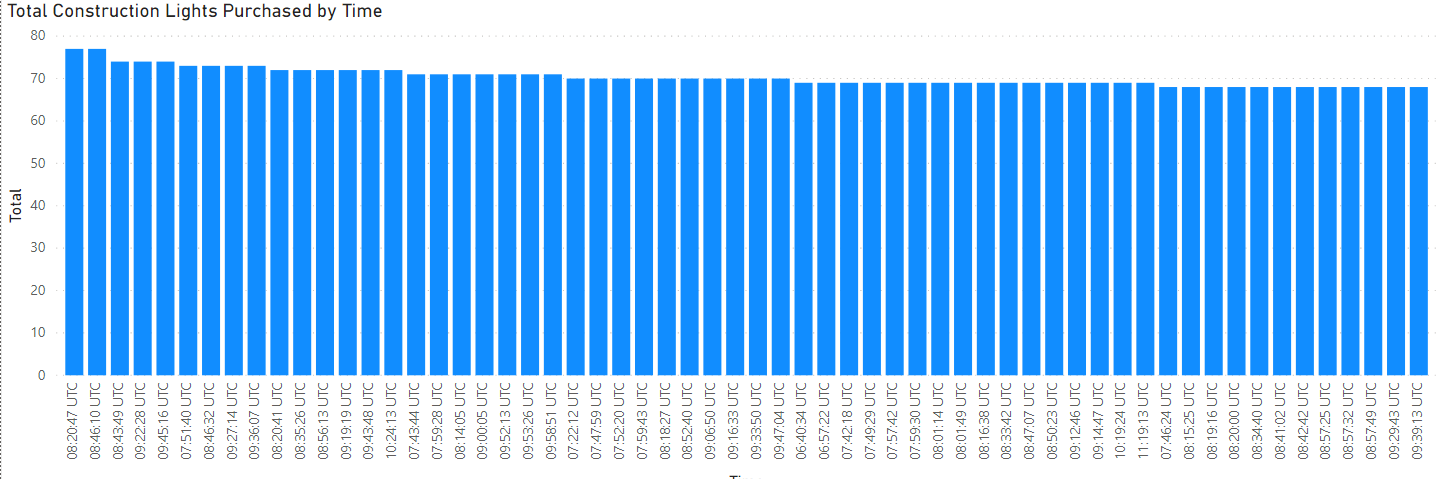 Total Construction Lights Purchased by Time
80
70
60
50
40
30
20
10
0
Total
08:20:47 UTC
08:46:10 UTC
08:43:49 UTC
09:22:28 UTC
09:45:16 UTC
07:51:40 UTC
08:46:32 UTC
09:27:14 UTC
09:36:07 UTC
08:20:41 UTC
08:35:26 UTC
08:56:13 UTC
09:19:19 UTC
09:43:48 UTC
10:24:13 UTC
07:43:44 UTC
07:59:28 UTC
08:14:05 UTC
09:00:05 UTC
09:52:13 UTC
09:53:26 UTC
09:58:51 UTC
07:22:12 UTC
07:47:59 UTC
07:52:20 UTC
07:59:43 UTC
08:18:27 UTC
08:52:40 UTC
09:06:50 UTC
09:16:33 UTC
09:33:50 UTC
09:47:04 UTC
06:40:34 UTC
06:57:22 UTC
07:42:18 UTC
07:49:29 UTC
07:57:42 UTC
07:59:30 UTC
08:01:14 UTC
08:01:49 UTC
08:16:38 UTC
08:33:42 UTC
08:47:07 UTC
08:50:23 UTC
09:12:46 UTC
09:14:47 UTC
10:19:24 UTC
11:19:13 UTC
07:46:24 UTC
08:15:25 UTC
08:19:16 UTC
08:20:00 UTC
08:34:40 UTC
08:41:02 UTC
08:42:42 UTC
08:57:25 UTC
08:57:32 UTC
08:57:49 UTC
09:29:43 UTC
09:39:13 UTC